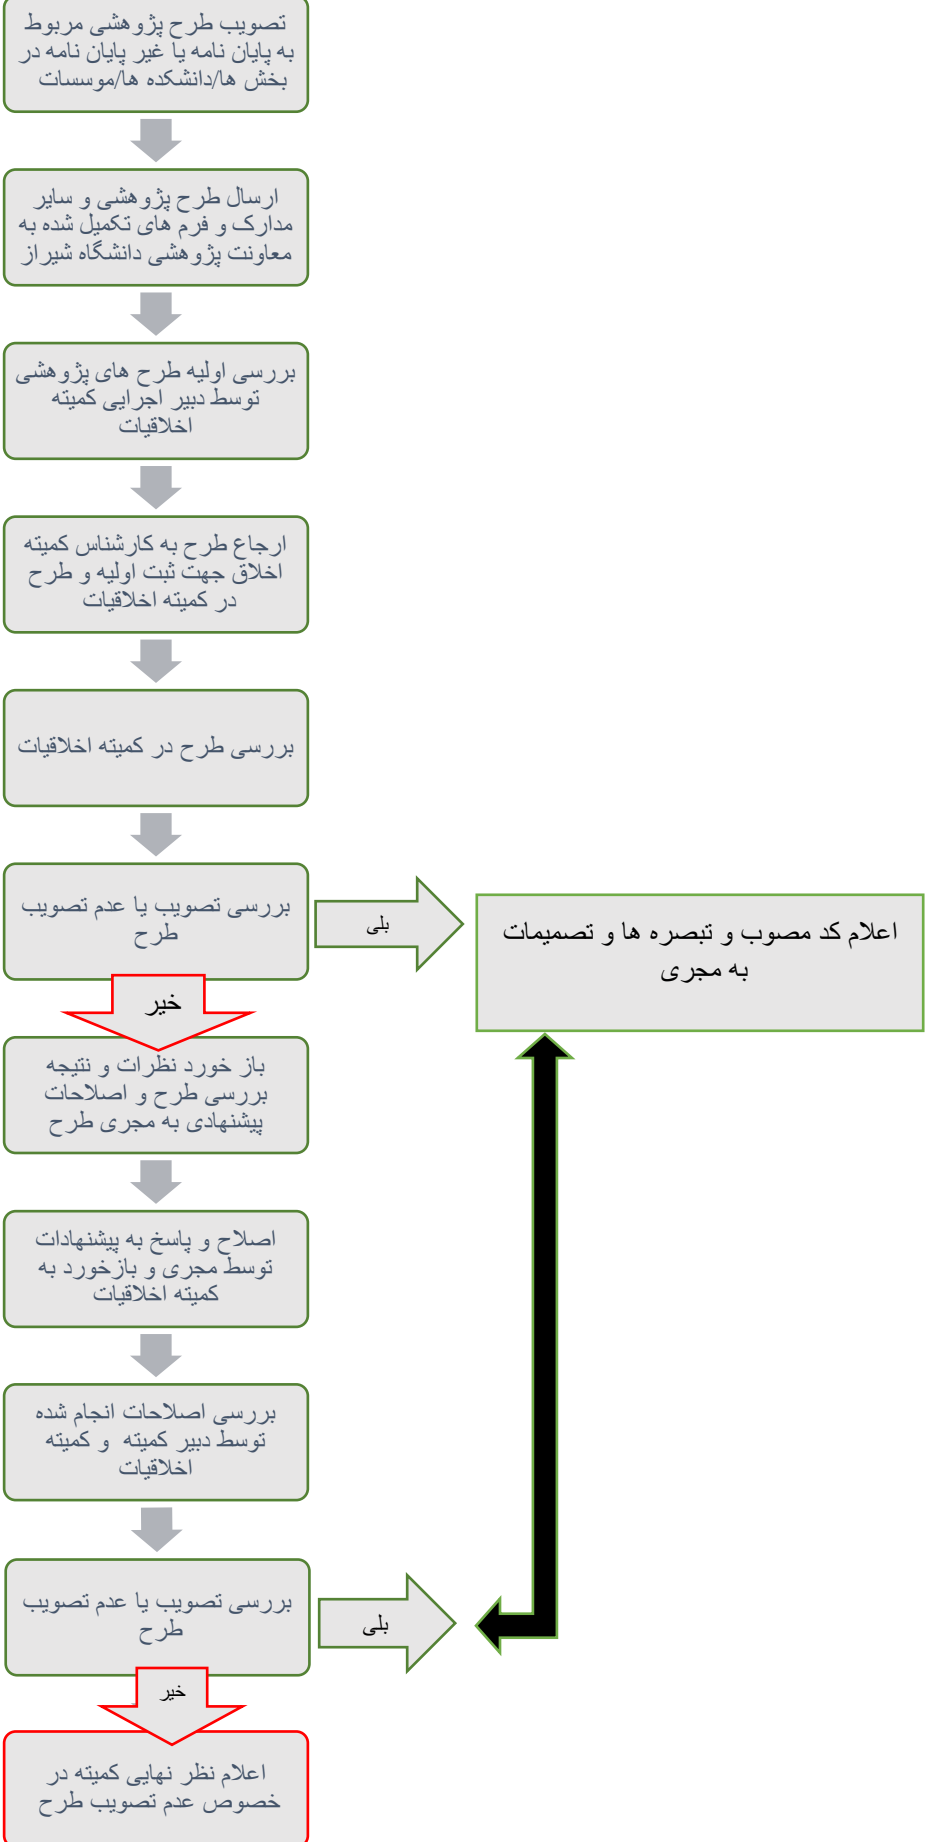 تصویب طرح پژوهشی مربوط
به پایان نامه یا غیر پایان نامه در
بخش ها/دانشکده ها/موسسات
ارسال طرح پژوهشی و سایر
مدارک و فرم های تکمیل شده به
معاونت پژوهشی دانشگاه شیراز
بررسی اولیه طرح های پژوهشی
توسط دبیر اجرایی کمیته
اخلاقیات
ارجاع طرح به کارشناس کمیته
اخلاق جهت ثبت اولیه و طرح
در کمیته اخلاقیات
بررسی طرح در کمیته اخلاقیات
بررسی تصویب یا عدم تصویب
طرح
بلی
اعلام کد مصوب و تبصره ها و تصمیمات
به مجری
خیر
باز خورد نظرات و نتیجه
بررسی طرح و اصلاحات
پیشنهادی به مجری طرح
اصلاح و پاسخ به پیشنهادات
توسط مجری و بازخورد به
کمیته اخلاقیات
بررسی اصلاحات انجام شده
توسط دبیر کمیته و کمیته
اخلاقیات
بررسی تصویب یا عدم تصویب
طرح
بلی
خیر
اعلام نظر نهایی کمیته در
خصوص عدم تصویب طرح